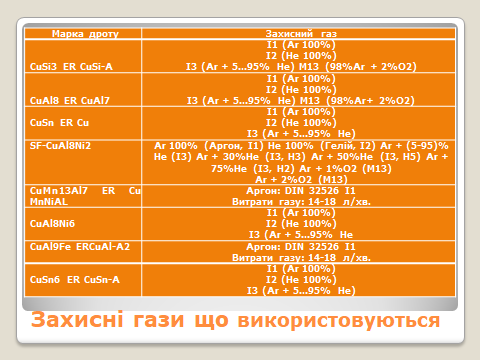 Марка дроту
Захисний газ
I1 (Ar 100%)
I2 (He 100%)
CuSi3 ER CuSi-A
I3 (Ar + 5...95% He) M13 (98%Ar + 2%O2)
I1 (Ar 100%)
I2 (He 100%)
CuAl8 ER CuAl7
I3 (Ar + 5...95% He) M13 (98%Ar+ 2%O2)
CuSn ER Cu
I1 (Ar 100%)
I2 (He 100%)
I3 (Ar + 5...95% He)
SF-CuAl8Ni2
Ar 100% (Аргон, I1) He 100% (Гелій, I2) Ar + (5-95)%
He (I3) Ar + 30%He (I3, H3) Ar + 50%He (I3, H5) Ar +
75%He (I3, H2) Ar + 1%O2 (M13)
Ar + 2%O2 (M13)
CuMn13Al7 ER Cu
MnNiAL
Аргон: DIN 32526 I1
Витрати газу: 14-18 л/хв.
I1 (Ar 100%)
CuAl8Ni6
I2 (He 100%)
I3 (Ar + 5...95% He
CuAl9Fe ERCuAl-A2
Аргон: DIN 32526 I1
Витрати газу: 14-18 л/хв.
I1 (Ar 100%)
CuSn6 ER CuSn-A
I2 (He 100%)
I3 (Ar + 5...95% He)
Захисні гази що використовуються